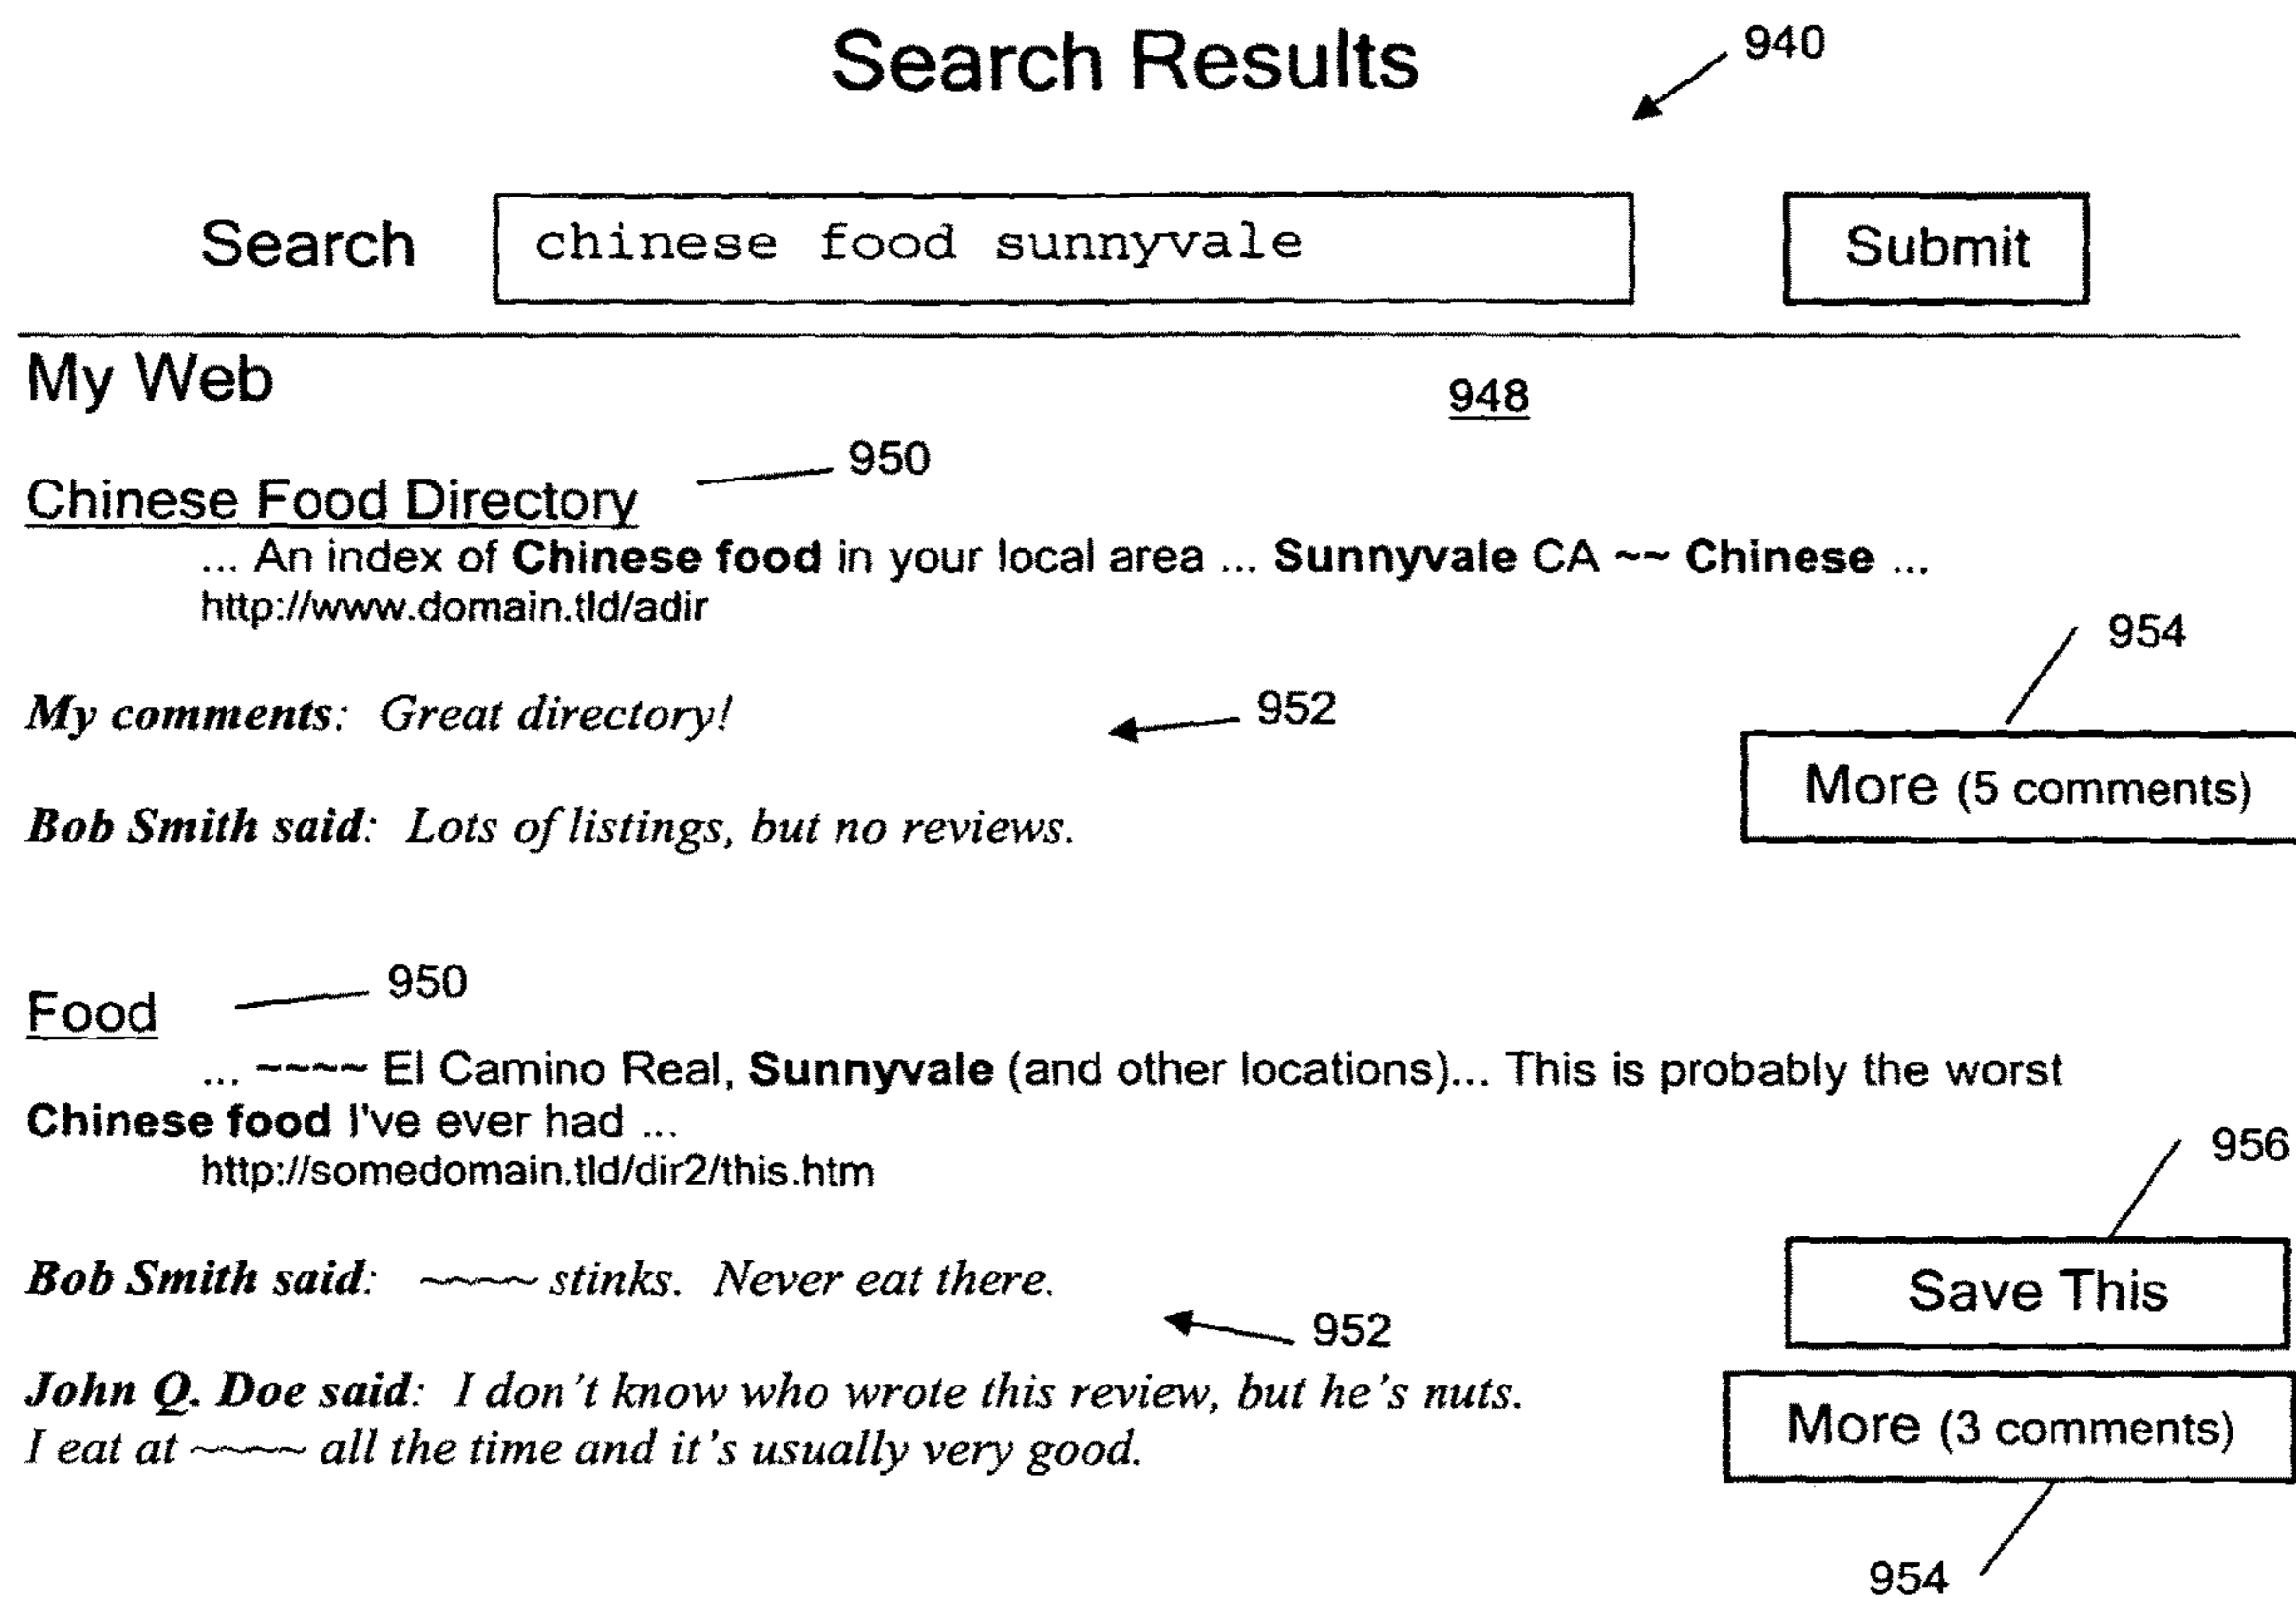 Search Results
940
Search chinese food sunnyvale Submit
My Web
948
950
Chinese Food Directory
... An index of Chinese food in your local area ... Sunnyvale CA ~~ Chinese ...
http://www.domain.tld/adir
954
My comments: Great directory!
952
More (5 comments)
Bob Smith said: Lots of listings, but no reviews.
950
Food
... ~~~~ El Camino Real, Sunnyvale (and other locations)... This is probably the worst
Chinese food I've ever had ...
http://somedomain.tld/dir2/this.htm
956
Bob Smith said: ~~~~ stinks. Never eat there.
Save This
952
John Q. Doe said: I don't know who wrote this review, but he's nuts.
I eat at ~~~~ all the time and it's usually very good.
More (3 comments)
954